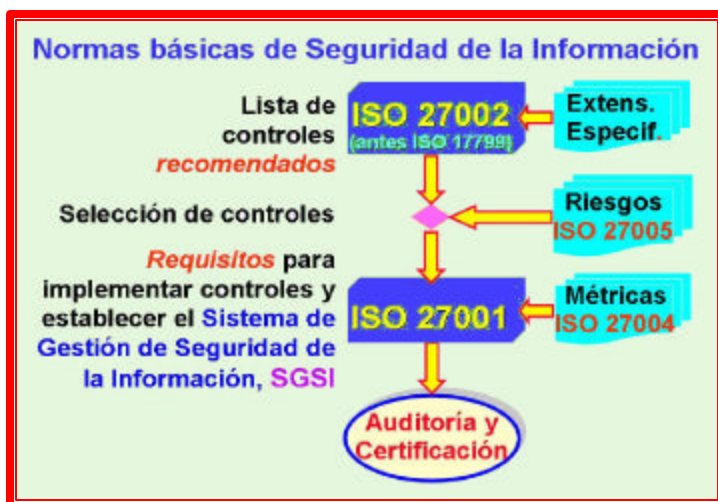 Normas básicas de Seguridad de la Información
Lista de
controles
recomendados
ISO 27002
(antes ISO 17799)
Extens.
Especif.
Selección de controles
Riesgos
ISO 27005
Requisitos para
implementar controles y
establecer el Sistema de
Gestión de Seguridad de
la Información, SGSI
ISO 27001
Métricas
ISO 27004
Auditoría y
Certificación